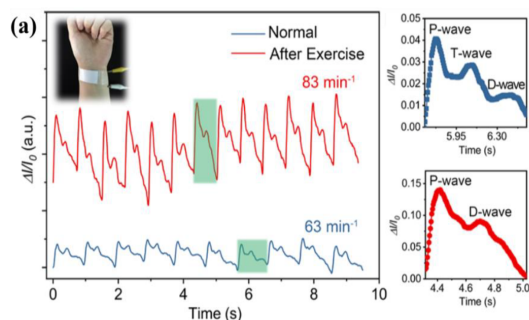 (a)
Normal
After Exercise
83 min⁻¹
63 min⁻¹
ΔI/I₀ (a.u.)
0 2 4 6 8 10
Time (s)
P-wave
T-wave
D-wave
ΔI/I₀
0.05
0.04
0.03
0.02
0.01
0.00
5.95 6.30
Time (s)
P-wave
D-wave
ΔI/I₀
0.15
0.10
0.05
0.00
4.4 4.6 4.8 5.0
Time (s)